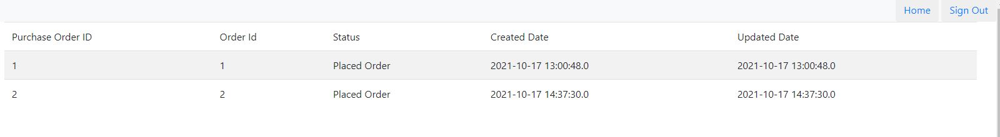 Home Sign Out
Purchase Order ID Order Id Status Created Date Updated Date
1 1 Placed Order 2021-10-17 13:00:48.0 2021-10-17 13:00:48.0
2 2 Placed Order 2021-10-17 14:37:30.0 2021-10-17 14:37:30.0